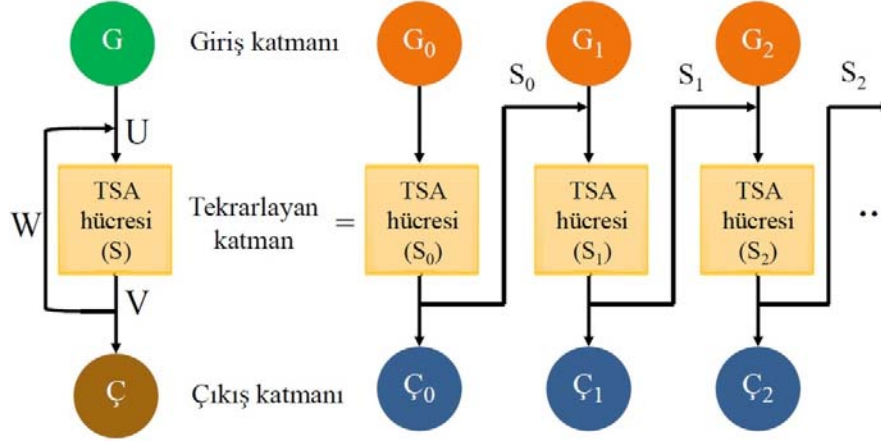 G
Giriş katmanı
G₀
G₁
G₂
S₀
S₁
S₂
U
W
TSA
hücresi
(S)
Tekrarlayan
katman
=
TSA
hücresi
(S₀)
TSA
hücresi
(S₁)
TSA
hücresi
(S₂)
..
V
Ç
Çıkış katmanı
Ç₀
Ç₁
Ç₂